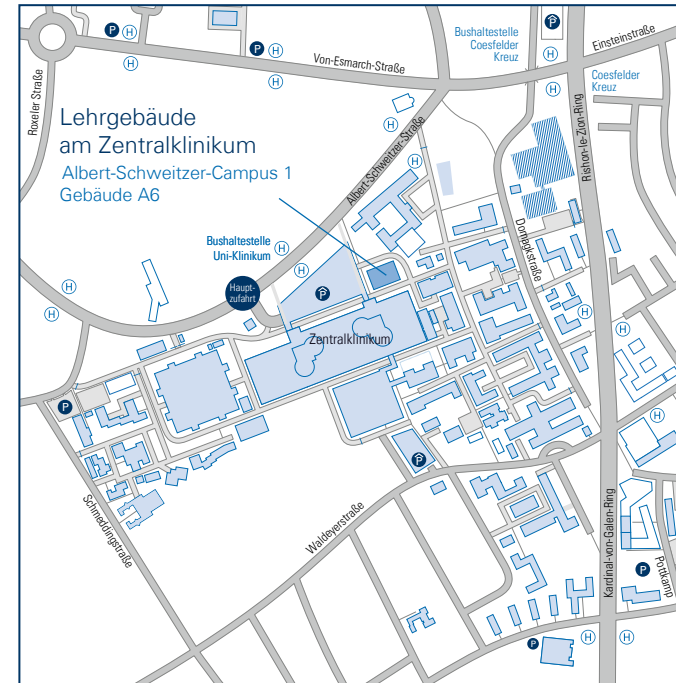 P
H
H
P
H
H
Bushaltestelle
Coesfelder
Kreuz
P
H
Einsteinstraße
Von-Esmarch-Straße
Coesfelder
Kreuz
H
Roxeler Straße
Lehrgebäude
am Zentralklinikum
Albert-Schweitzer-Campus 1
Gebäude A6
H
Albert-Schweitzer-Straße
H
Rishon-le-Zion-Ring
Domagkstraße
Bushaltestelle
Uni-Klinikum
H
H
H
Haupt-
zufahrt
P
H
H
Zentralklinikum
H
H
P
H
P
Schmeddingstraße
Waldeyerstraße
Kardinal-von-Galen-Ring
P
Pottkamp
P
H
H